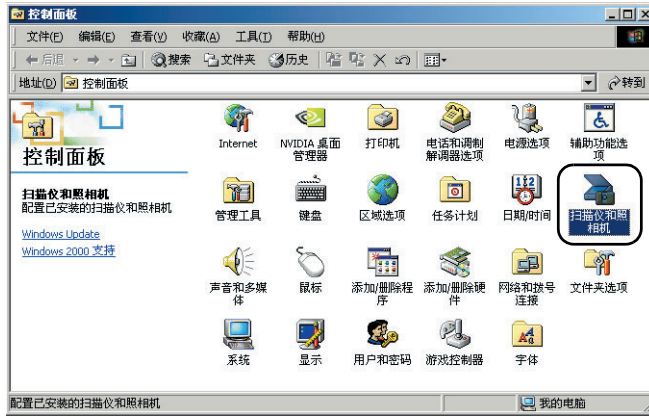 控制面板
文件(F) 编辑(E) 查看(V) 收藏(A) 工具(T) 帮助(H)
后退 搜索 文件夹 历史
地址(D) 控制面板 转到
控制面板
扫描仪和照相机
配置已安装的扫描仪和照相机
Windows Update
Windows 2000 支持
Internet
NVIDIA 桌面
管理器
打印机
电话和调制
解调器选项
电源选项
辅助功能选
项
管理工具
键盘
区域选项
任务计划
日期/时间
扫描仪和照
相机
声音和多媒
体
鼠标
添加/删除程
序
添加/删除硬
件
网络和拨号
连接
文件夹选项
系统
显示
用户和密码
游戏控制器
字体
配置已安装的扫描仪和照相机 我的电脑